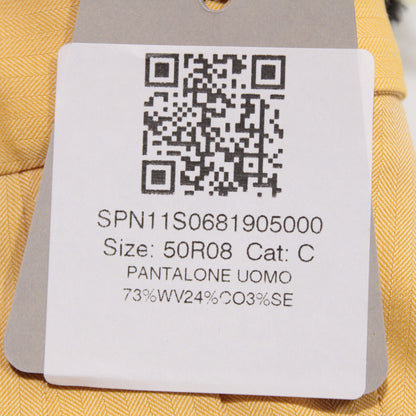 SPN11S0681905000
Size: 50R08 Cat: C
PANTALONE UOMO
73%WV24%CO3%SE